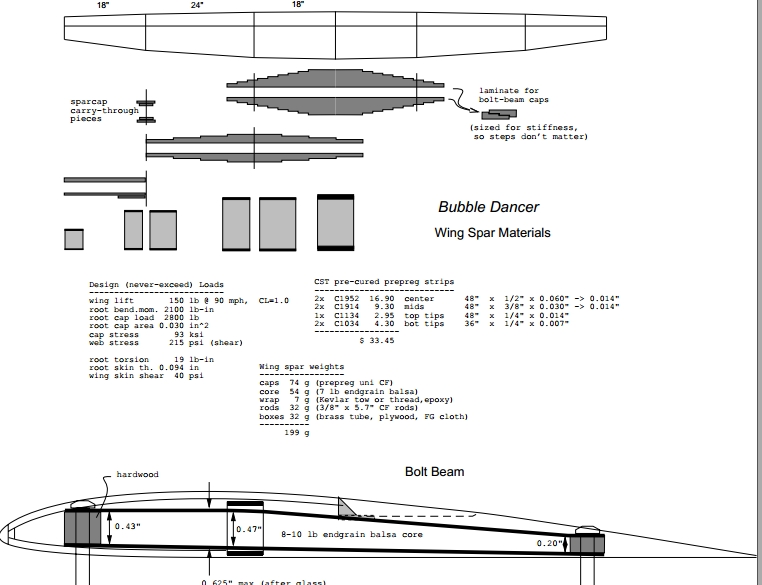 18" 24" 18"
sparcap
carry-through
pieces
laminate for
bolt-beam caps
(sized for stiffness,
so steps don't matter)
Bubble Dancer
Wing Spar Materials
Design (never-exceed) Loads
wing lift 150 lb @ 90 mph, CL=1.0
root bend.mom. 2100 lb-in
root cap load 2800 lb
root cap area 0.030 in^2
cap stress 93 ksi
web stress 215 psi (shear)
root torsion 19 lb-in
root skin th. 0.094 in
wing skin shear 40 psi
CST pre-cured prepreg strips
2x C1952 16.90 center 48" x 1/2" x 0.060" -> 0.014"
2x C1914 9.30 mids 48" x 3/8" x 0.030" -> 0.014"
1x C1134 2.95 top tips 48" x 1/4" x 0.014"
2x C1034 4.30 bot tips 36" x 1/4" x 0.007"
$ 33.45
Wing spar weights
caps 74 g (prepreg uni CF)
core 54 g (7 lb endgrain balsa)
wrap 7 g (Kevlar tow or thread,epoxy)
rods 32 g (3/8" x 5.7" CF rods)
boxes 32 g (brass tube, plywood, FG cloth)
199 g
Bolt Beam
hardwood
0.43"
0.47"
8-10 lb endgrain balsa core
0.20"
0.625" max (after glass)